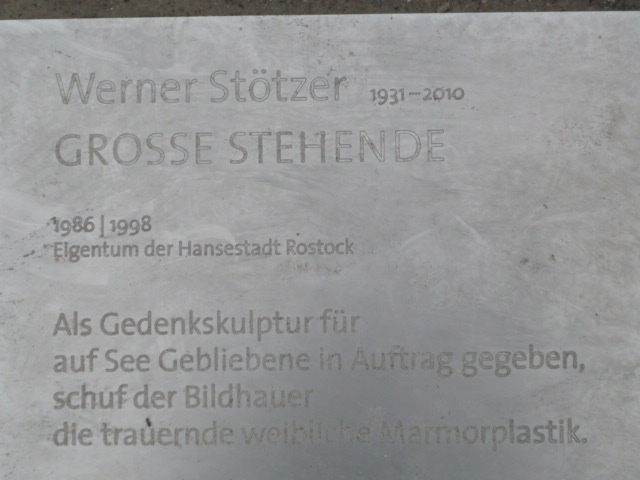 Werner Stötzer 1931–2010
GROSSE STEHENDE
1986 | 1998
Eigentum der Hansestadt Rostock
Als Gedenkskulptur für
auf See Gebliebene in Auftrag gegeben,
schuf der Bildhauer
die trauernde weibliche Marmorplastik.